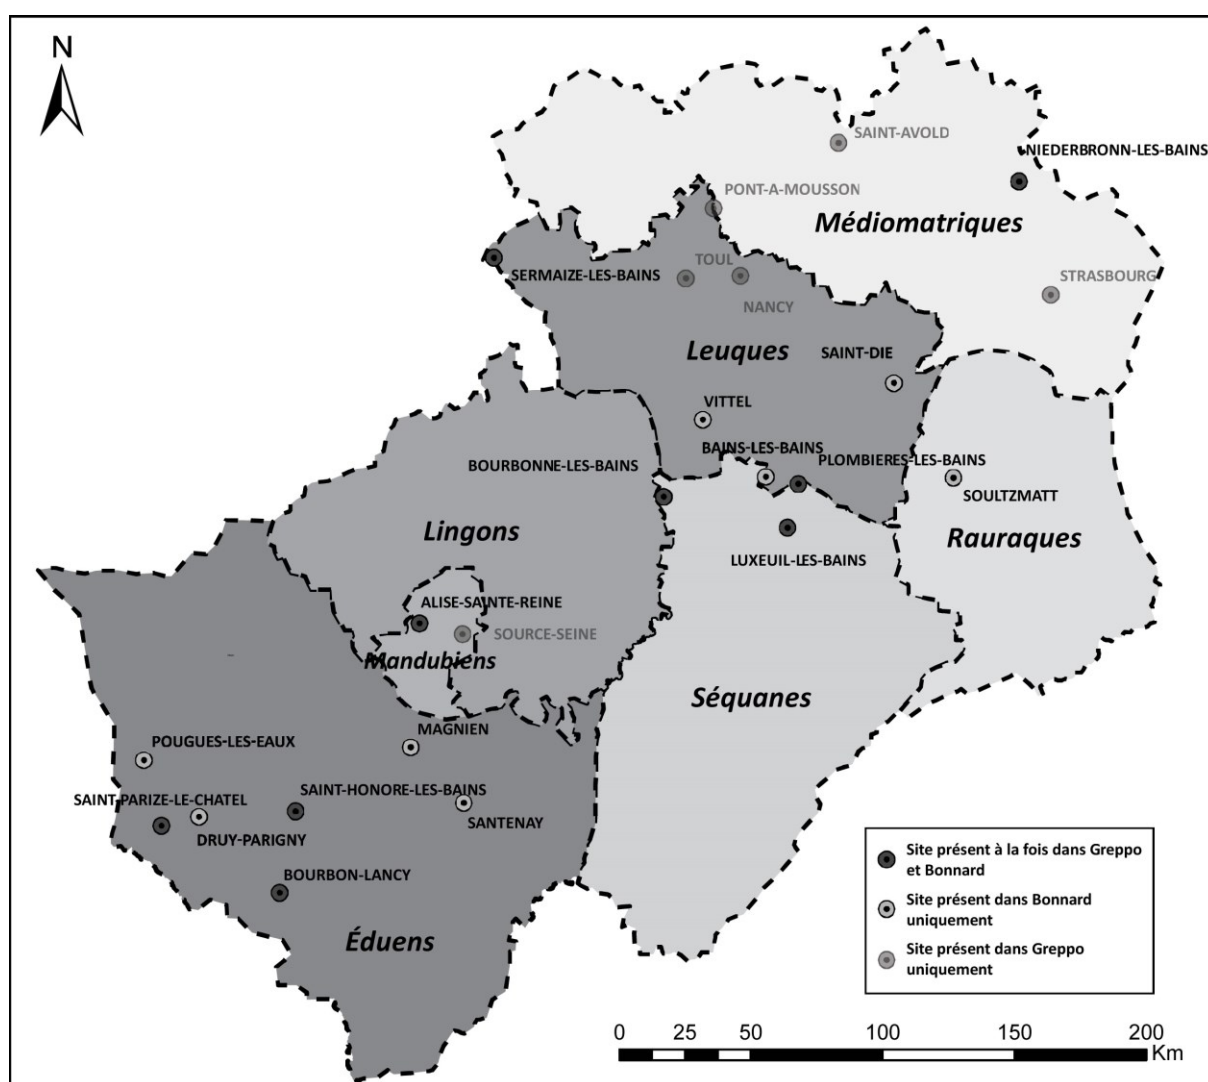 N
SAINT-AVOLD
NIEDERBRONN-LES-BAINS
PONT-A-MOUSSON
Médiomatriques
SERMAIZE-LES-BAINS
TOUL
STRASBOURG
NANCY
Leuques
SAINT-DIE
VITTEL
BAINS-LES-BAINS
PLOMBIERES-LES-BAINS
BOURBONNE-LES-BAINS
SOULTZMATT
Lingons
Rauraques
LUXEUIL-LES-BAINS
ALISE-SAINTE-REINE
SOURCE-SEINE
Mandubiens
Séquanes
MAGNIEN
POUGUES-LES-EAUX
SAINT-HONORE-LES-BAINS
SAINT-PARIZE-LE-CHATEL
SANTENAY
DRUY-PARIGNY
BOURBON-LANCY
Éduens
Site présent à la fois dans Greppo
et Bonnard
Site présent dans Bonnard
uniquement
Site présent dans Greppo
uniquement
0 25 50 100 150 200
Km